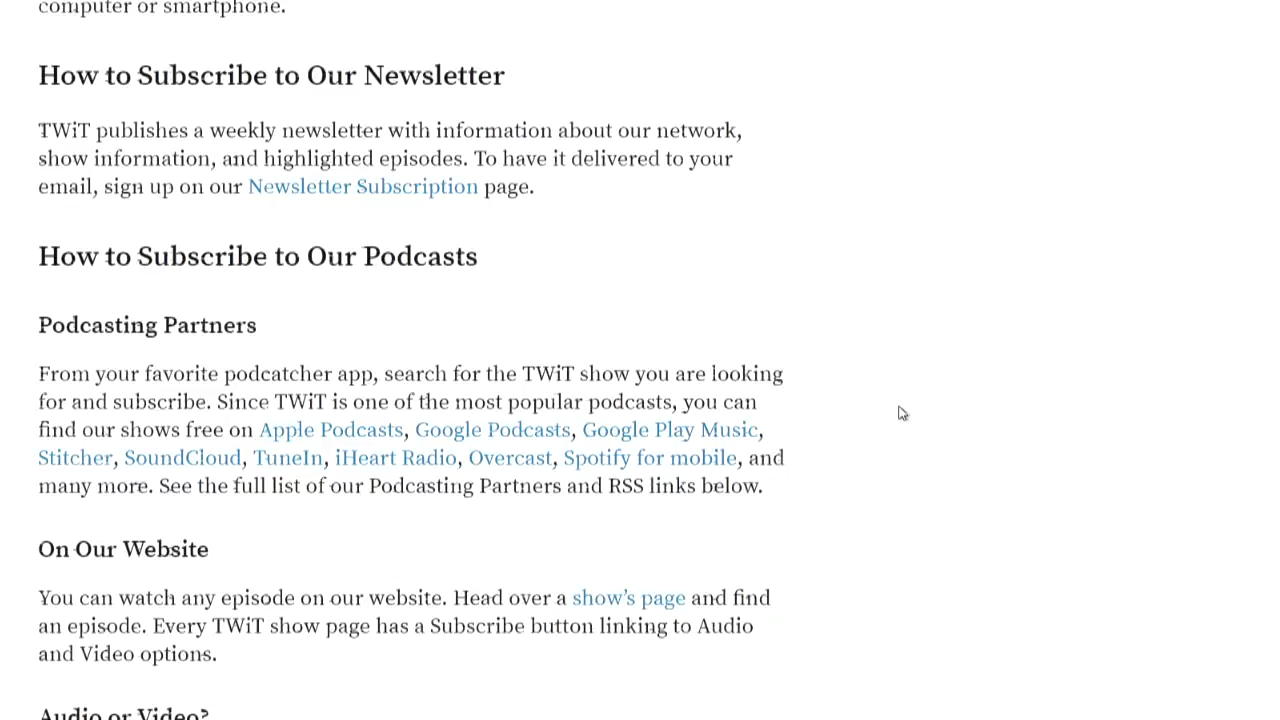 computer or smartphone.
How to Subscribe to Our Newsletter
TWiT publishes a weekly newsletter with information about our network,
show information, and highlighted episodes. To have it delivered to your
email, sign up on our Newsletter Subscription page.
How to Subscribe to Our Podcasts
Podcasting Partners
From your favorite podcatcher app, search for the TWiT show you are looking
for and subscribe. Since TWiT is one of the most popular podcasts, you can
find our shows free on Apple Podcasts, Google Podcasts, Google Play Music,
Stitcher, SoundCloud, TuneIn, iHeart Radio, Overcast, Spotify for mobile, and
many more. See the full list of our Podcasting Partners and RSS links below.
On Our Website
You can watch any episode on our website. Head over a show's page and find
an episode. Every TWiT show page has a Subscribe button linking to Audio
and Video options.
Audio or Video?